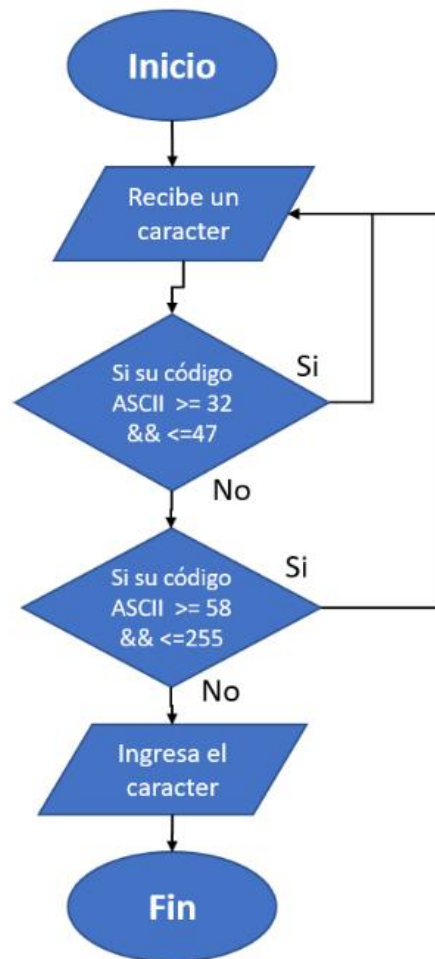 Inicio
Recibe un
caracter
Si su código
ASCII >= 32
&& <=47
Si
No
Si su código
ASCII >= 58
&& <=255
Si
No
Ingresa el
caracter
Fin